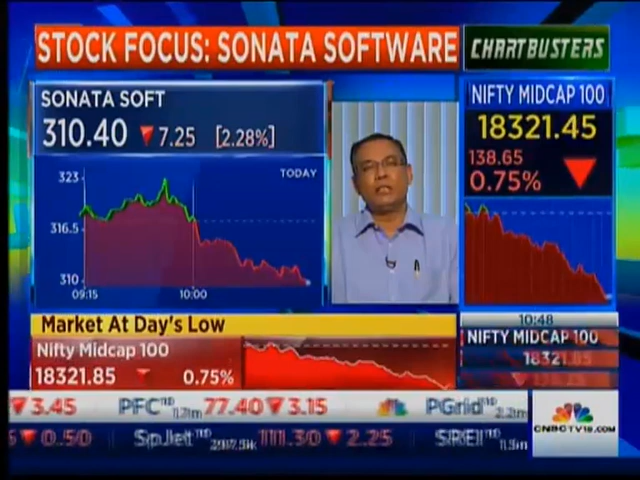 STOCK FOCUS: SONATA SOFTWARE
CHARTBUSTERS
SONATA SOFT
310.40 ▼ 7.25 [2.28%]
TODAY
323
316.5
310
09:15 10:00
NIFTY MIDCAP 100
18321.45
138.65
0.75%
Market At Day's Low
Nifty Midcap 100
18321.85 ▼ 0.75%
10:48
NIFTY MIDCAP 100
▼ 3.45 PFC 77.40 ▼ 3.15 PGrid
▼ 0.50 SpJet 111.30 ▼ 2.25 SREI
CNBCTV18.COM